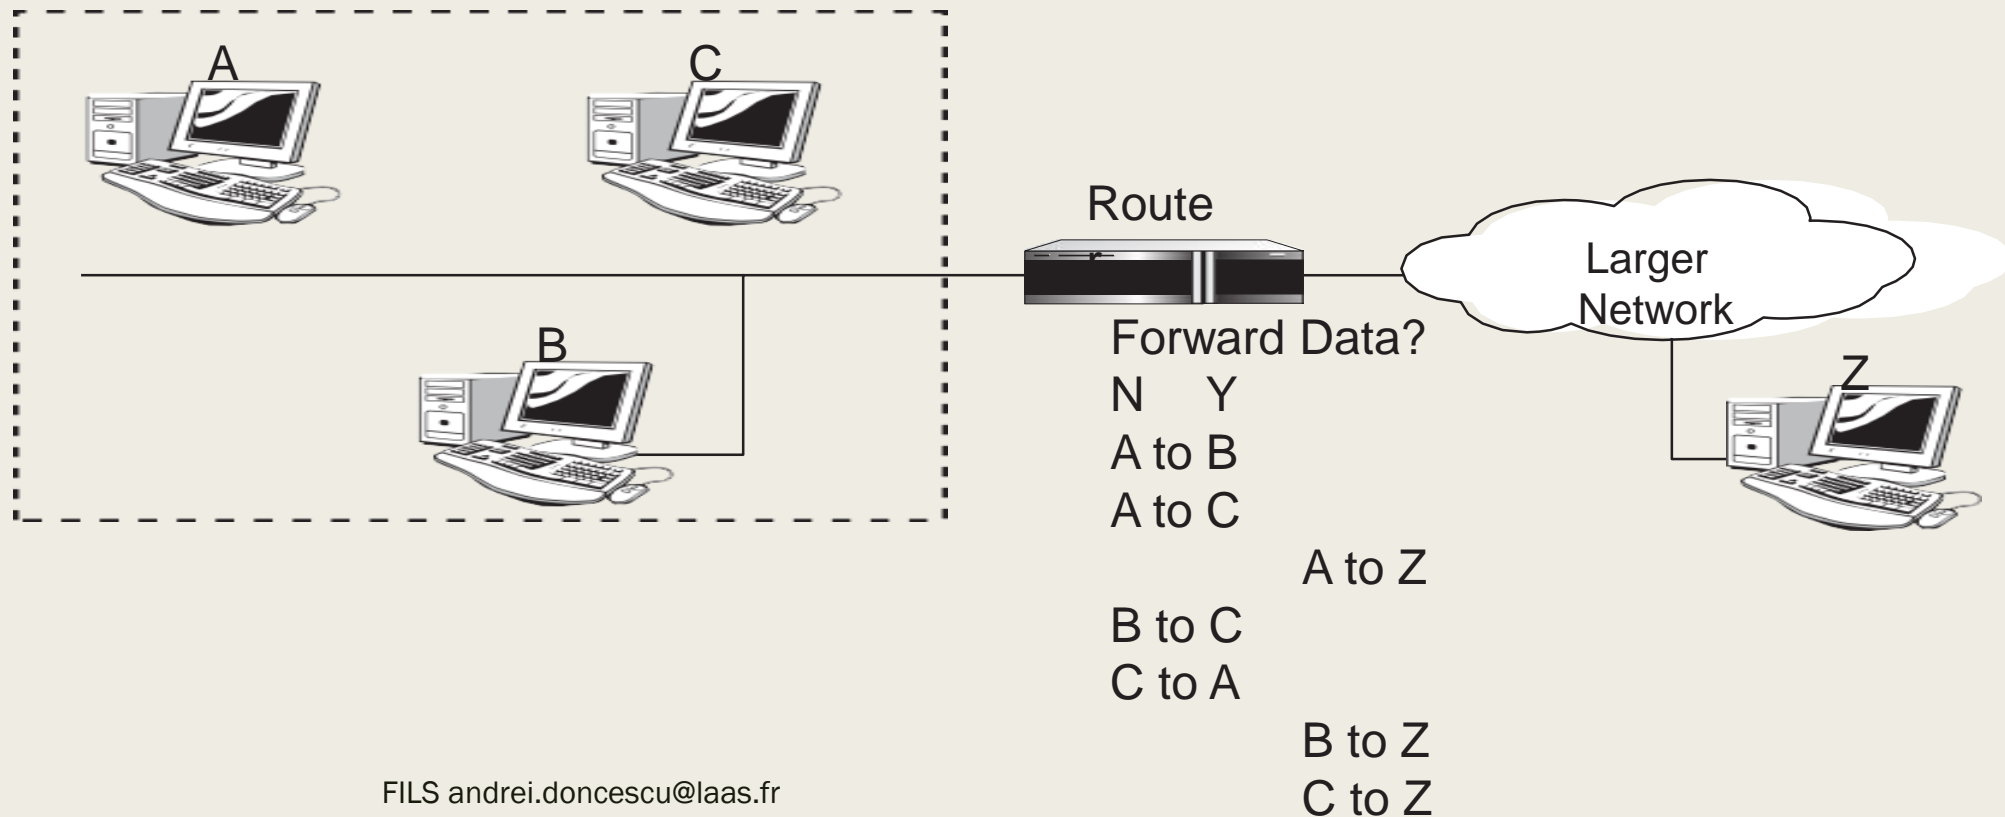 A
C
Route
r
Larger
Network
B
Forward Data?
N Y
A to B
A to C
Z
A to Z
B to C
C to A
B to Z
C to Z
FILS andrei.doncescu@laas.fr